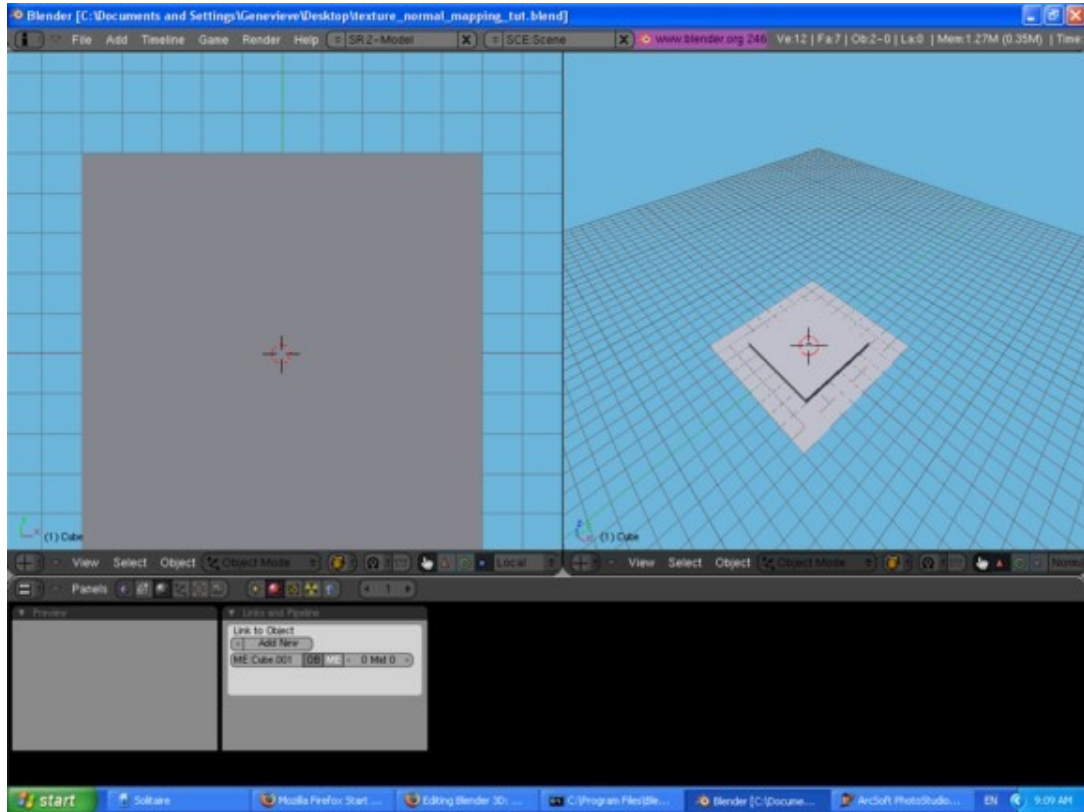 Blender [C:\Documents and Settings\Genevieve\Desktop\texture_normal_mapping_tut.blend]
File Add Timeline Game Render Help SR:2-Model X SCE:Scene X www.blender.org 246 Ve:12 | Fa:7 | Ob:2-0 | La:0 | Mem:1.27M (0.35M) | Time:
(1) Cube
(1) Cube
View Select Object Object Mode Local
View Select Object Object Mode Norma
Panels 1
Preview
Links and Pipeline
Link to Object
Add New
ME:Cube.001 OB ME 0 Mat 0
start Solitaire Mozilla Firefox Start ... Editing Blender 3D: ... C:\Program Files\Ble... Blender [C:\Docume... ArcSoft PhotoStudio... EN 9:09 AM